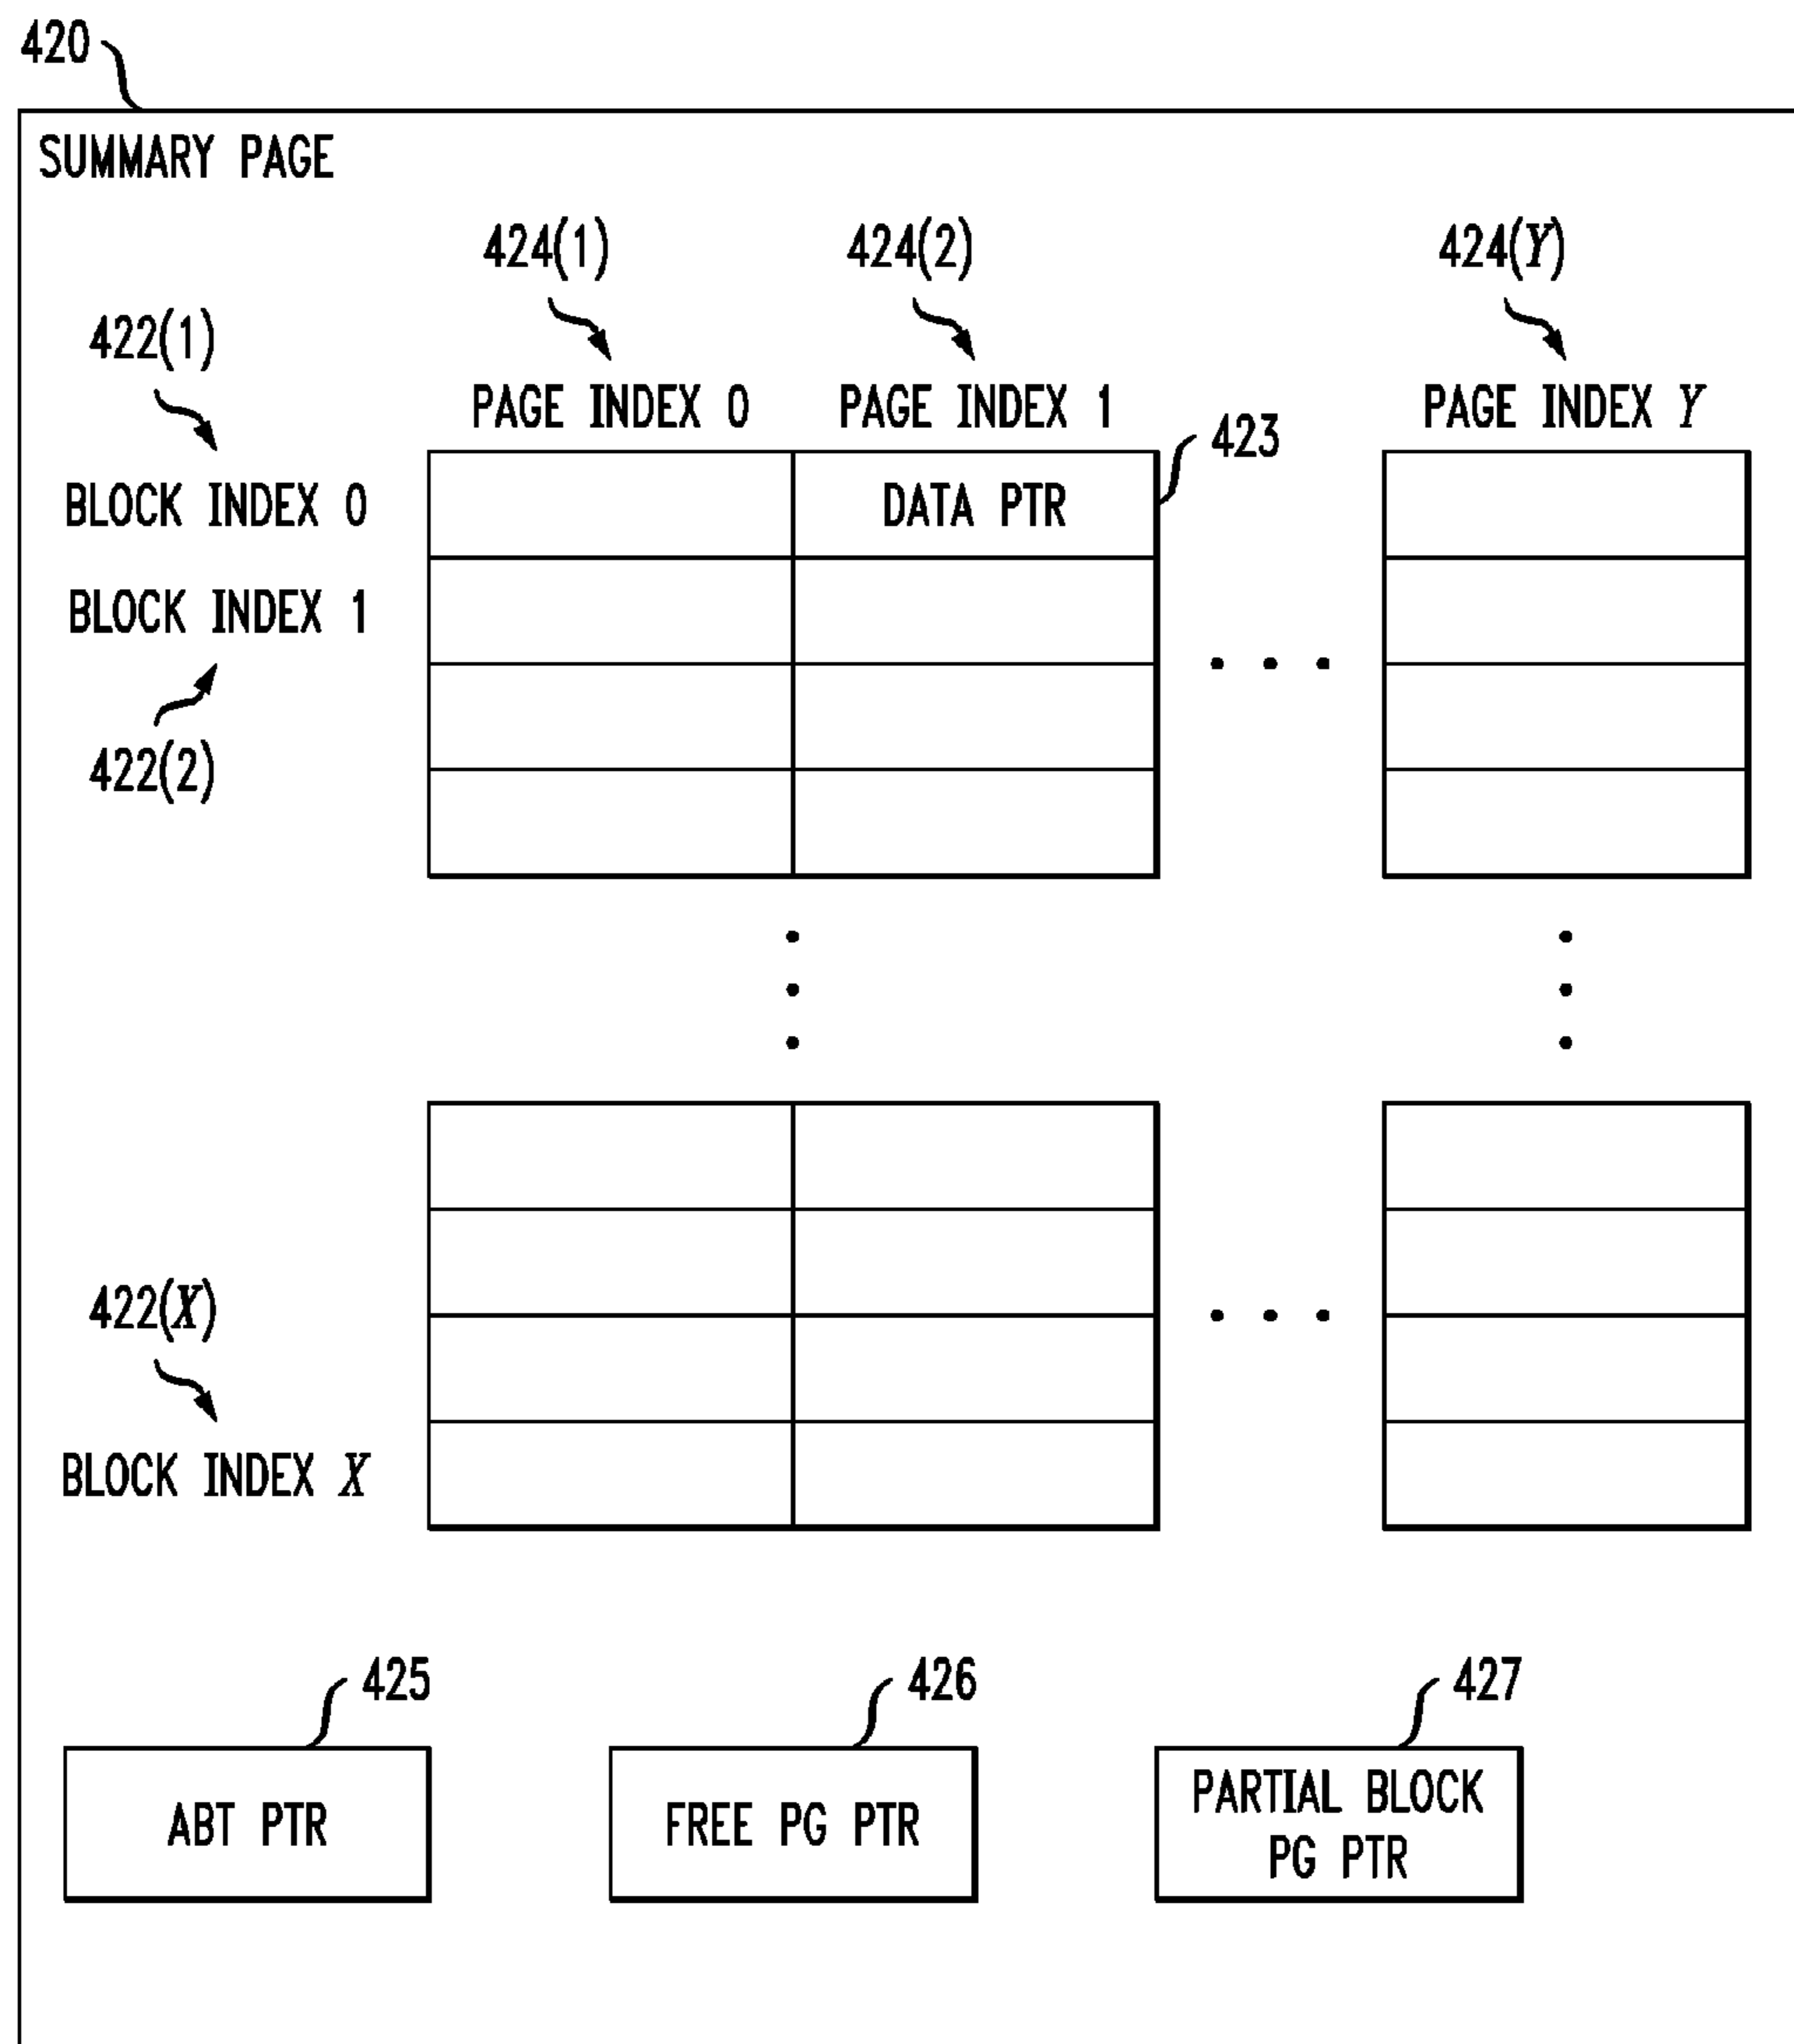 420
SUMMARY PAGE
424(1) 424(2) 424(Y)
422(1)
PAGE INDEX 0 PAGE INDEX 1 PAGE INDEX Y
423
BLOCK INDEX 0 DATA PTR
BLOCK INDEX 1
422(2)
422(X)
BLOCK INDEX X
425 426 427
ABT PTR FREE PG PTR PARTIAL BLOCK
PG PTR